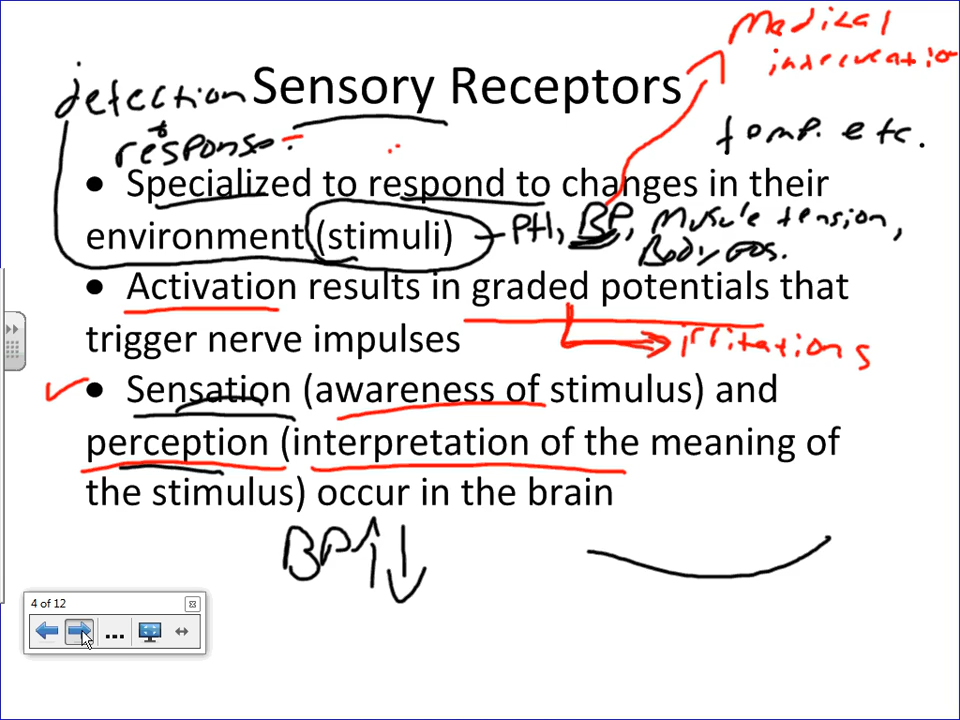 Medical
detection Sensory Receptors
response:
temp. etc.
• Specialized to respond to changes in their
environment (stimuli) - PH, BP, Muscle tension,
Body Pos.
• Activation results in graded potentials that
trigger nerve impulses
irritations
• Sensation (awareness of stimulus) and
perception (interpretation of the meaning of
the stimulus) occur in the brain
BP↑↓
4 of 12
...